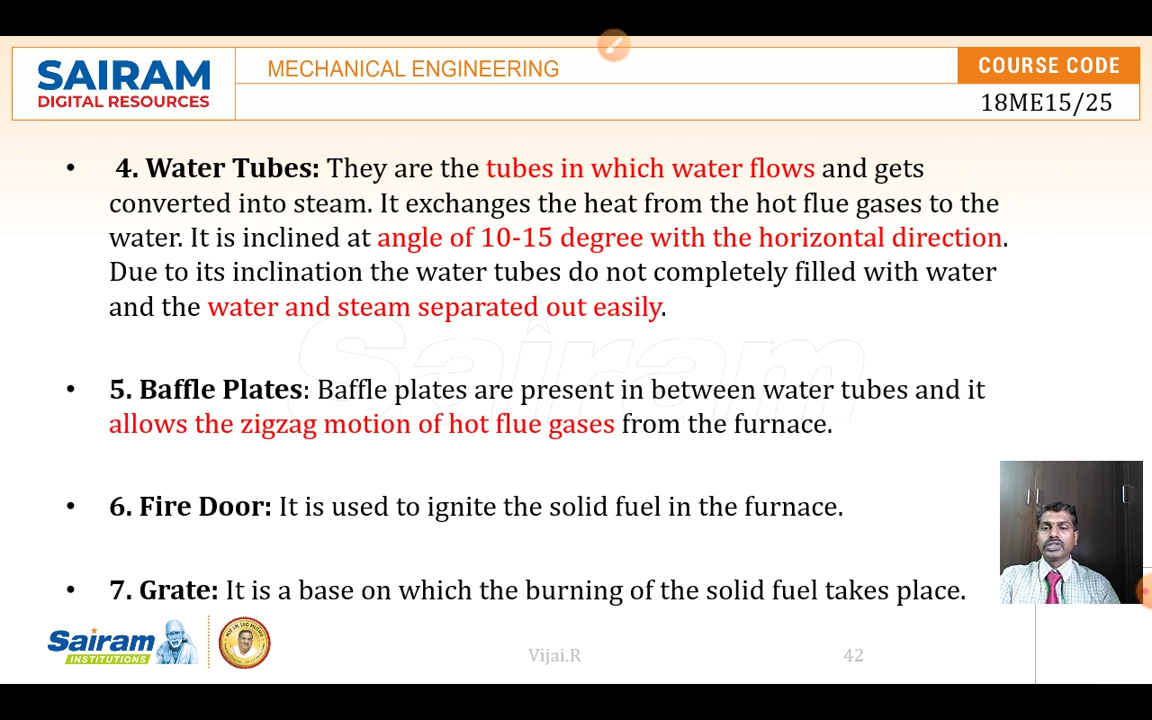 SAIRAM
DIGITAL RESOURCES
MECHANICAL ENGINEERING
COURSE CODE
18ME15/25
• 4. Water Tubes: They are the tubes in which water flows and gets
converted into steam. It exchanges the heat from the hot flue gases to the
water. It is inclined at angle of 10-15 degree with the horizontal direction.
Due to its inclination the water tubes do not completely filled with water
and the water and steam separated out easily.
Sairam
• 5. Baffle Plates: Baffle plates are present in between water tubes and it
allows the zigzag motion of hot flue gases from the furnace.
• 6. Fire Door: It is used to ignite the solid fuel in the furnace.
• 7. Grate: It is a base on which the burning of the solid fuel takes place.
Sairam
INSTITUTIONS
Vijai.R
42